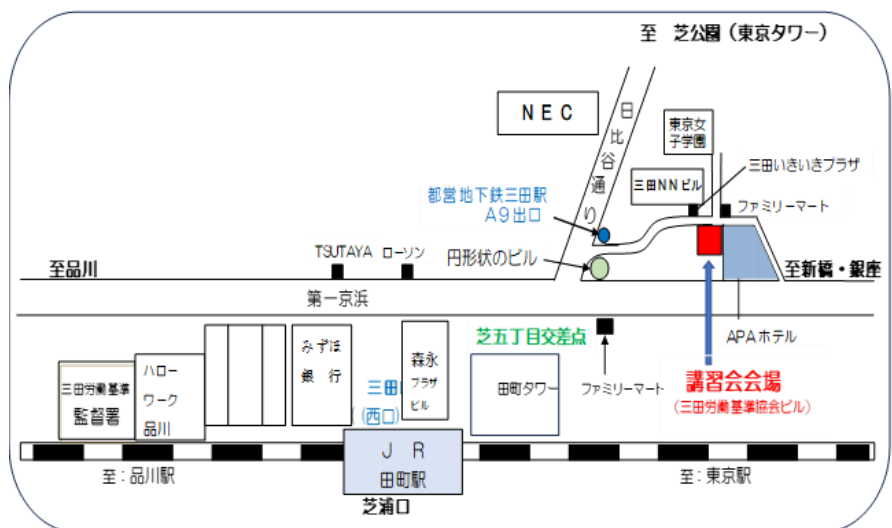 至　芝公園（東京タワー）
ＮＥＣ
日比谷通り
東京女
子学園
三田いきいきプラザ
三田NNビル
ファミリーマート
都営地下鉄三田駅
A9出口
TSUTAYA
ローソン
円形状のビル
至品川
至新橋・銀座
第一京浜
芝五丁目交差点
APAホテル
みずほ
銀　行
森永
プラザ
ビル
三田労働基準
監督署
ハロー
ワーク
品川
三田
(西口)
田町タワー
ファミリーマート
講習会会場
（三田労働基準協会ビル）
ＪＲ
田町駅
至：品川駅
至：東京駅
芝浦口